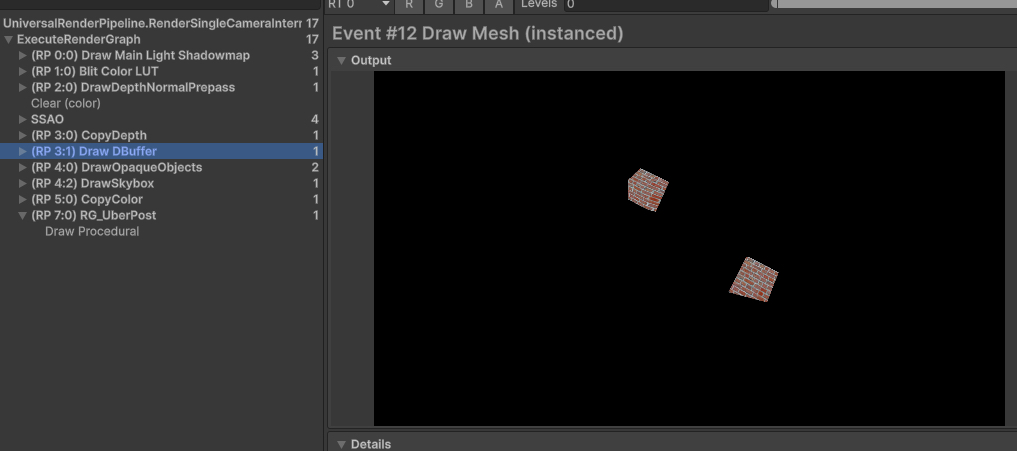 RT 0 R G B A Levels 0
UniversalRenderPipeline.RenderSingleCameraInterr 17
ExecuteRenderGraph 17
(RP 0:0) Draw Main Light Shadowmap 3
(RP 1:0) Blit Color LUT 1
(RP 2:0) DrawDepthNormalPrepass 1
Clear (color)
SSAO 4
(RP 3:0) CopyDepth 1
(RP 3:1) Draw DBuffer 1
(RP 4:0) DrawOpaqueObjects 2
(RP 4:2) DrawSkybox 1
(RP 5:0) CopyColor 1
(RP 7:0) RG_UberPost 1
Draw Procedural
Event #12 Draw Mesh (instanced)
Output
Details